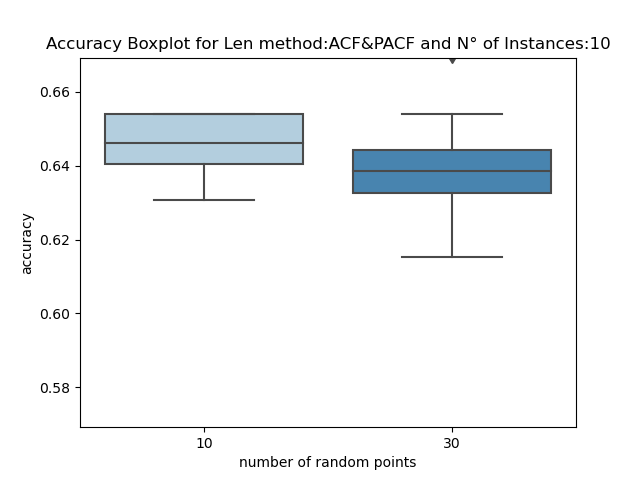 Accuracy Boxplot for Len method:ACF&PACF and N° of Instances:10
accuracy
0.66
0.64
0.62
0.60
0.58
10 30
number of random points